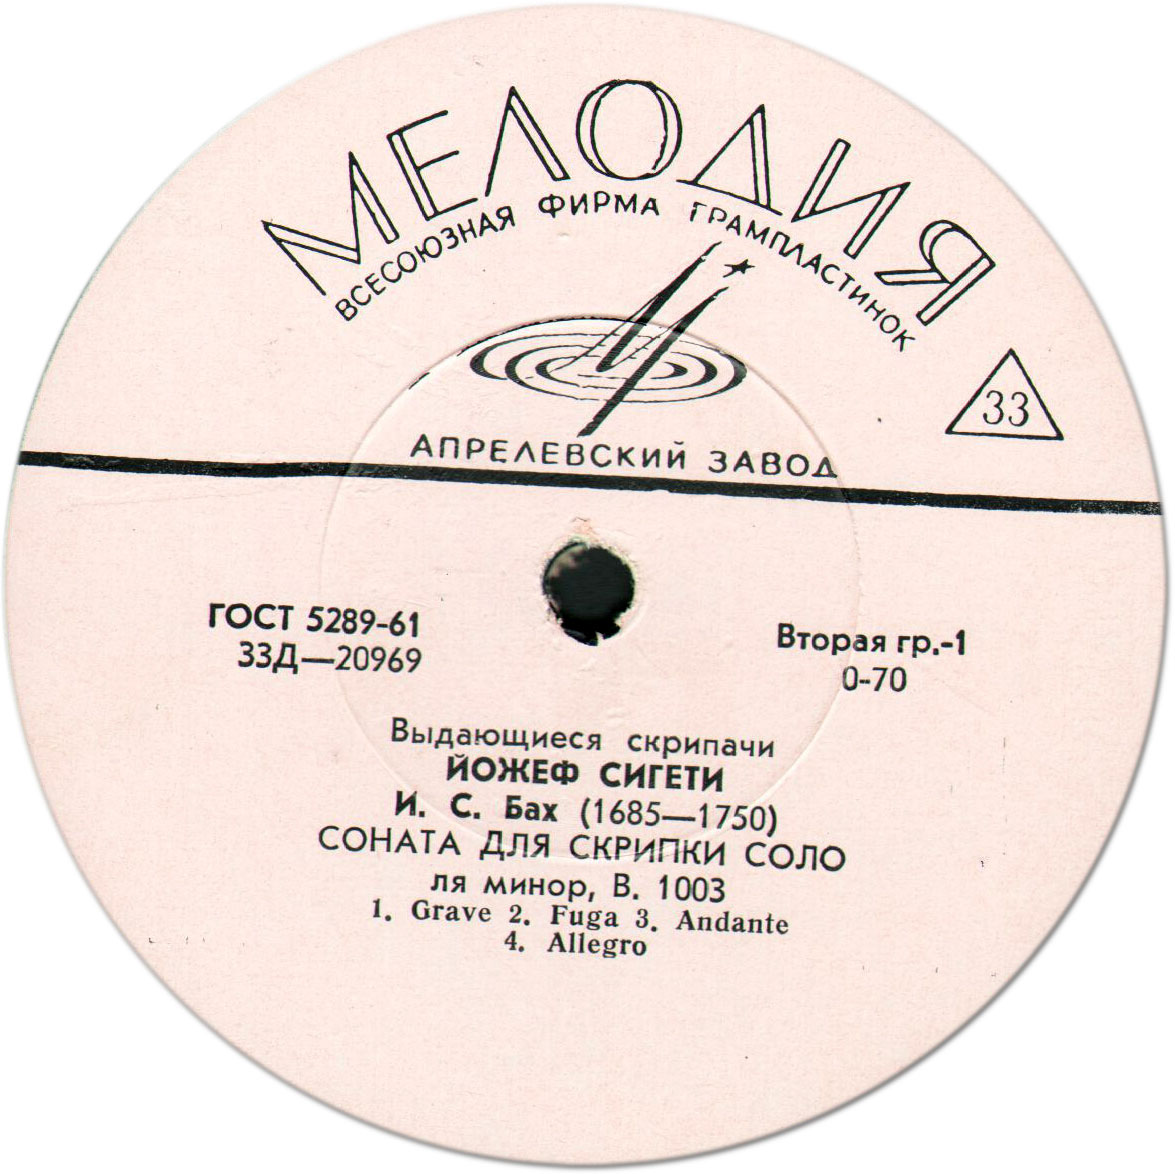 МЕЛОДИЯ
ВСЕСОЮЗНАЯ ФИРМА ГРАМПЛАСТИНОК
33
АПРЕЛЕВСКИЙ ЗАВОД
ГОСТ 5289-61
33Д—20969
Вторая гр.-1
0-70
Выдающиеся скрипачи
ЙОЖЕФ СИГЕТИ
И. С. Бах (1685—1750)
СОНАТА ДЛЯ СКРИПКИ СОЛО
ля минор, В. 1003
1. Grave 2. Fuga 3. Andante
4. Allegro